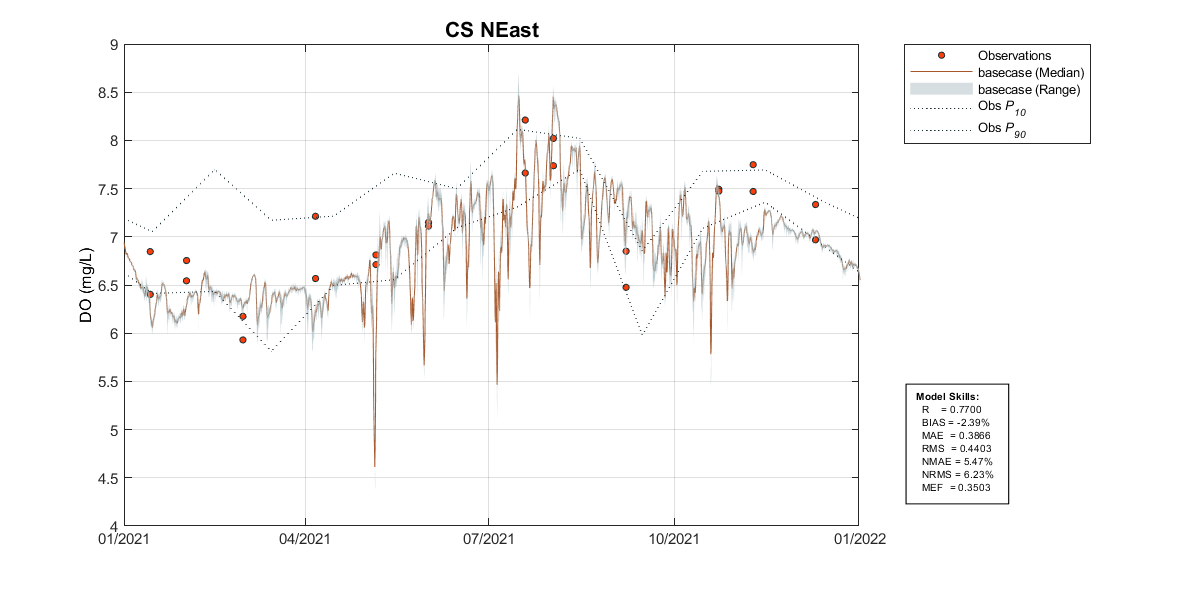 CS NEast
DO (mg/L)
9
8.5
8
7.5
7
6.5
6
5.5
5
4.5
4
01/2021
04/2021
07/2021
10/2021
01/2022
Observations
basecase (Median)
basecase (Range)
Obs P10
Obs P90
Model Skills:
R = 0.7700
BIAS = -2.39%
MAE = 0.3866
RMS = 0.4403
NMAE = 5.47%
NRMS = 6.23%
MEF = 0.3503